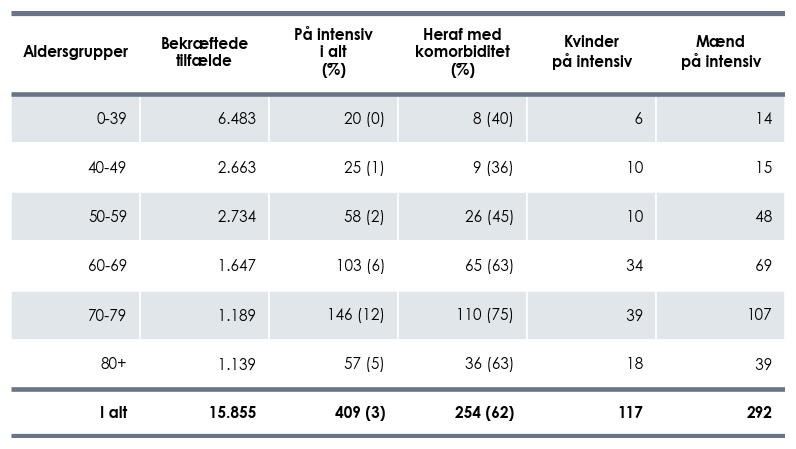 Aldersgrupper Bekræftede tilfælde På intensiv i alt (%) Heraf med komorbiditet (%) Kvinder på intensiv Mænd på intensiv
0-39 6.483 20 (0) 8 (40) 6 14
40-49 2.663 25 (1) 9 (36) 10 15
50-59 2.734 58 (2) 26 (45) 10 48
60-69 1.647 103 (6) 65 (63) 34 69
70-79 1.189 146 (12) 110 (75) 39 107
80+ 1.139 57 (5) 36 (63) 18 39
I alt 15.855 409 (3) 254 (62) 117 292